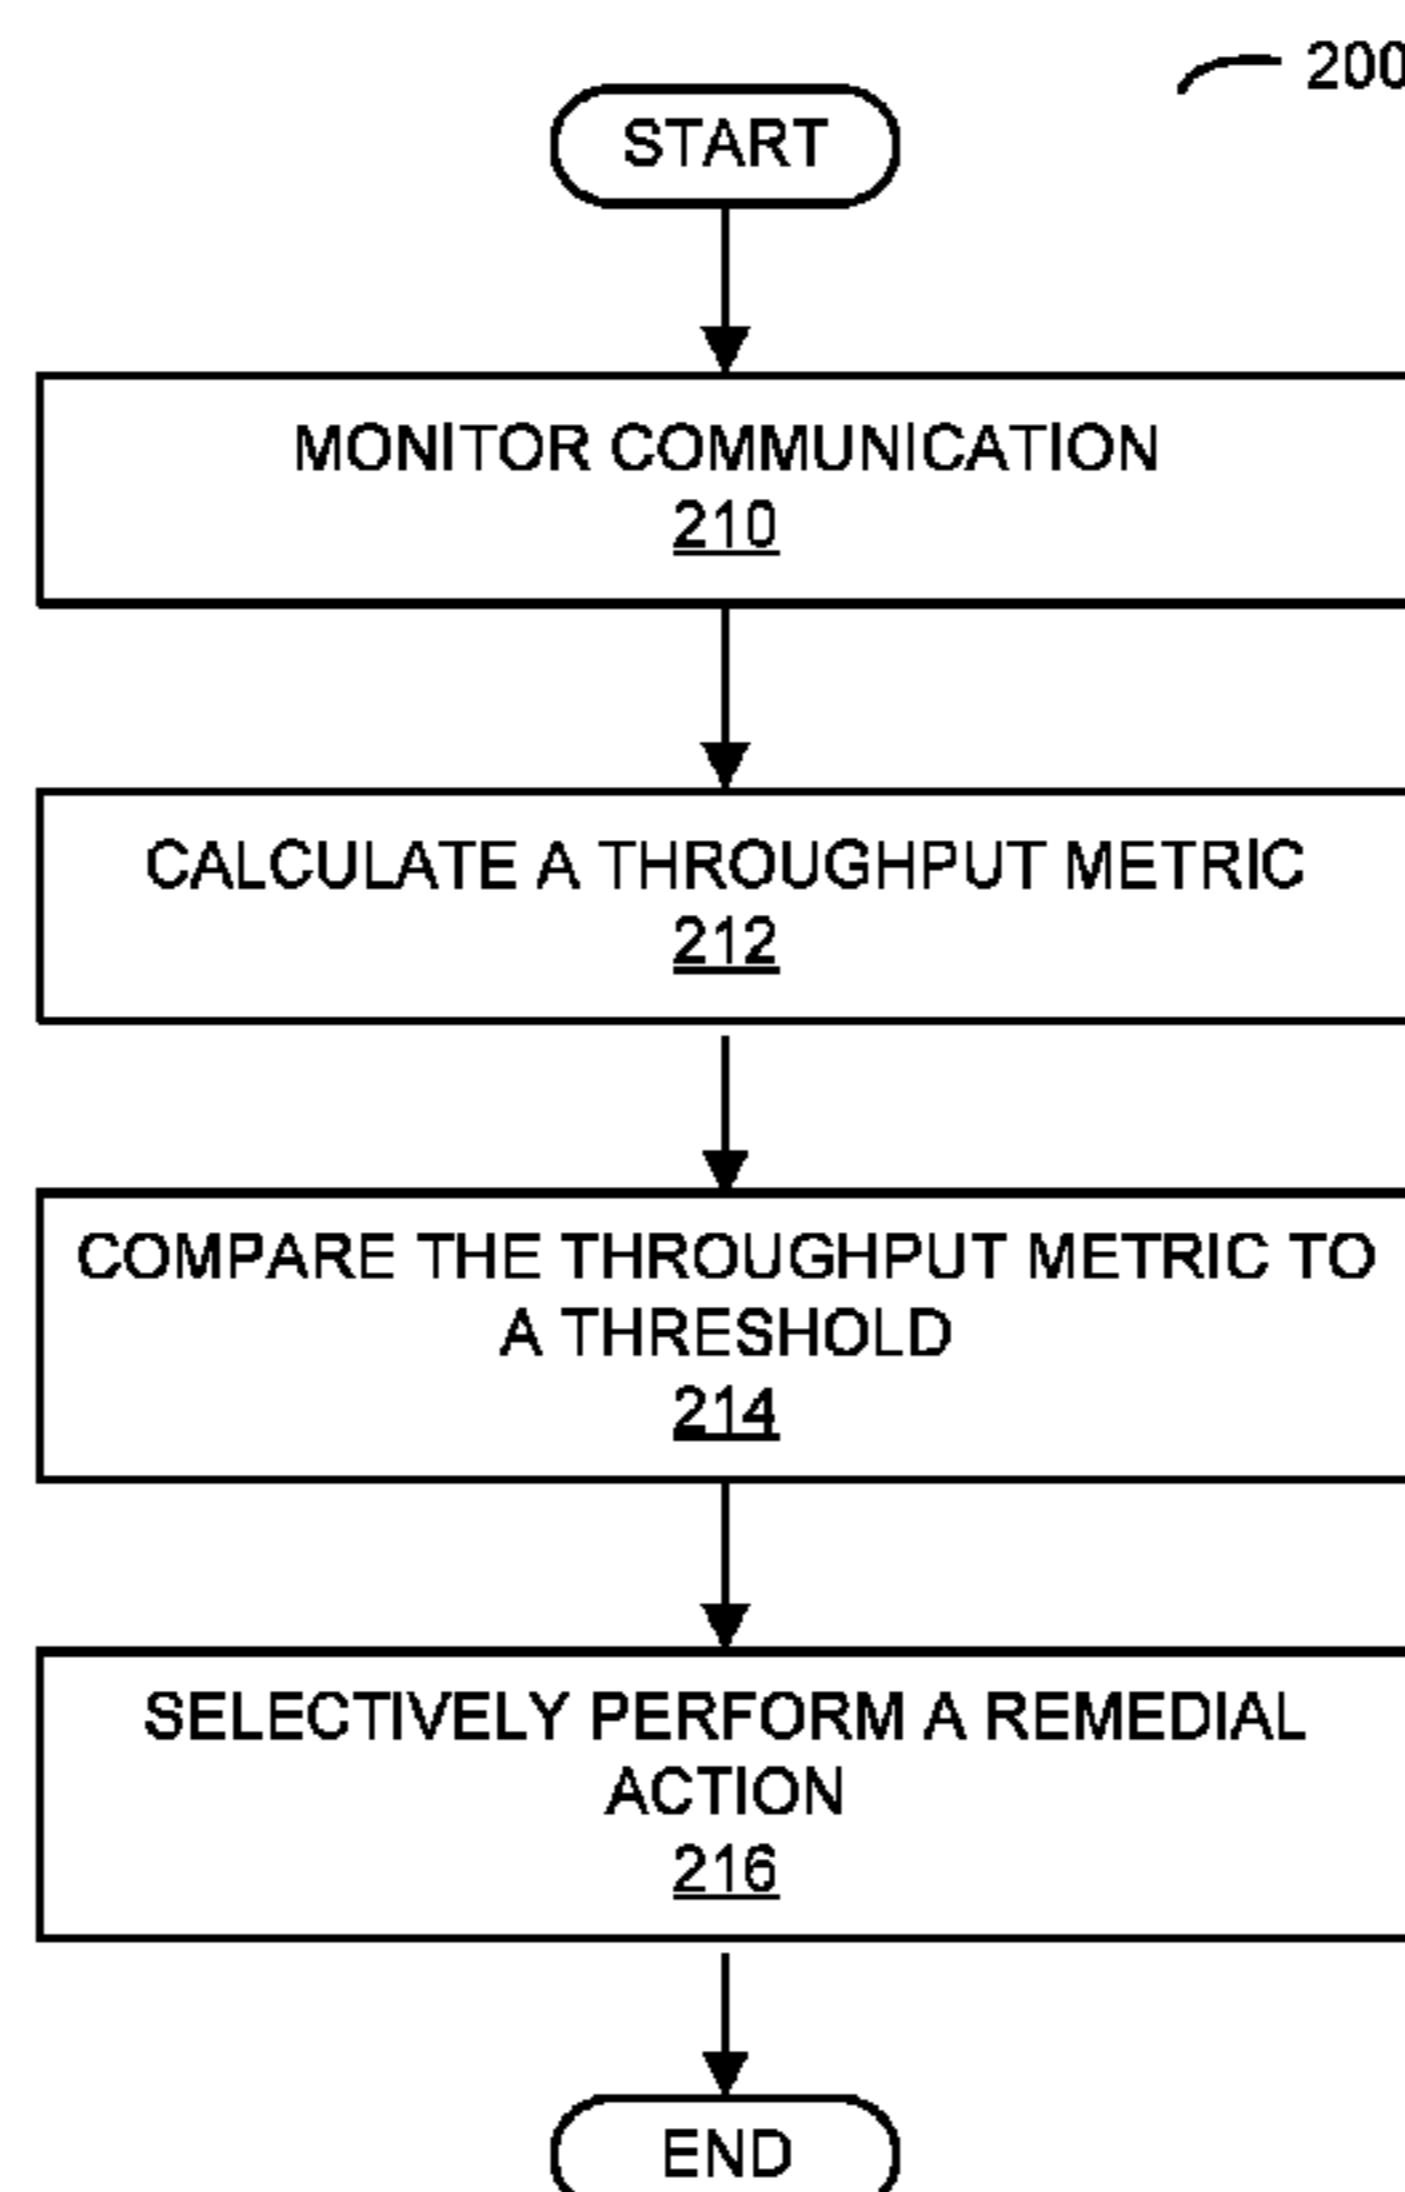 200
START
MONITOR COMMUNICATION
210
CALCULATE A THROUGHPUT METRIC
212
COMPARE THE THROUGHPUT METRIC TO
A THRESHOLD
214
SELECTIVELY PERFORM A REMEDIAL
ACTION
216
END